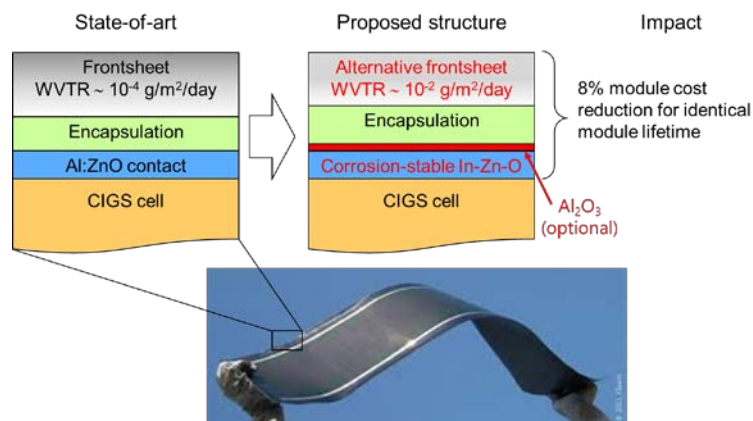 State-of-art
Proposed structure
Impact
Frontsheet
WVTR ~ 10⁻⁴ g/m²/day
Encapsulation
Al:ZnO contact
CIGS cell
Alternative frontsheet
WVTR ~ 10⁻² g/m²/day
Encapsulation
Corrosion-stable In-Zn-O
CIGS cell
Al₂O₃
(optional)
8% module cost
reduction for identical
module lifetime